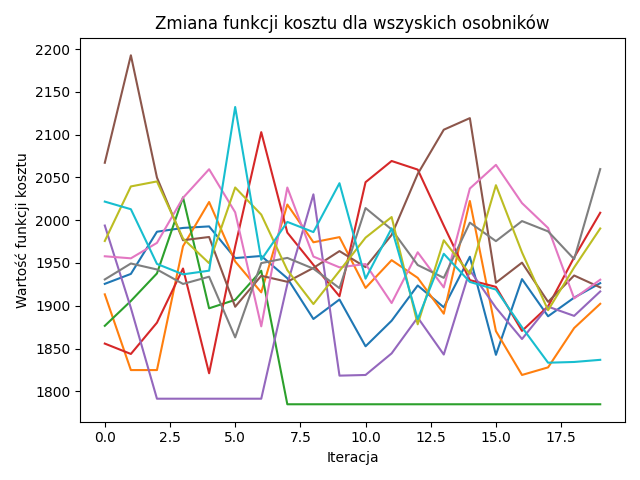 Zmiana funkcji kosztu dla wszyskich osobników
2200
2150
2100
2050
2000
1950
1900
1850
1800
Wartość funkcji kosztu
0.0 2.5 5.0 7.5 10.0 12.5 15.0 17.5
Iteracja